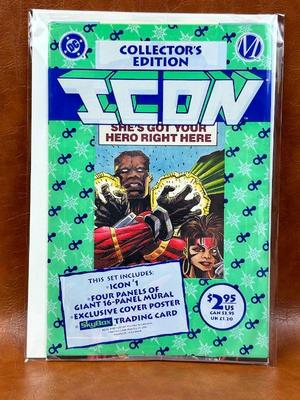 DC
COLLECTOR'S
EDITION
M
ICON
SHE'S GOT YOUR
HERO RIGHT HERE
THIS SET INCLUDES:
*ICON #1
*FOUR PANELS OF
GIANT 16-PANEL MURAL
*EXCLUSIVE COVER POSTER
*SkyBox TRADING CARD
$2.95
US
CAN $3.95
UK £1.20